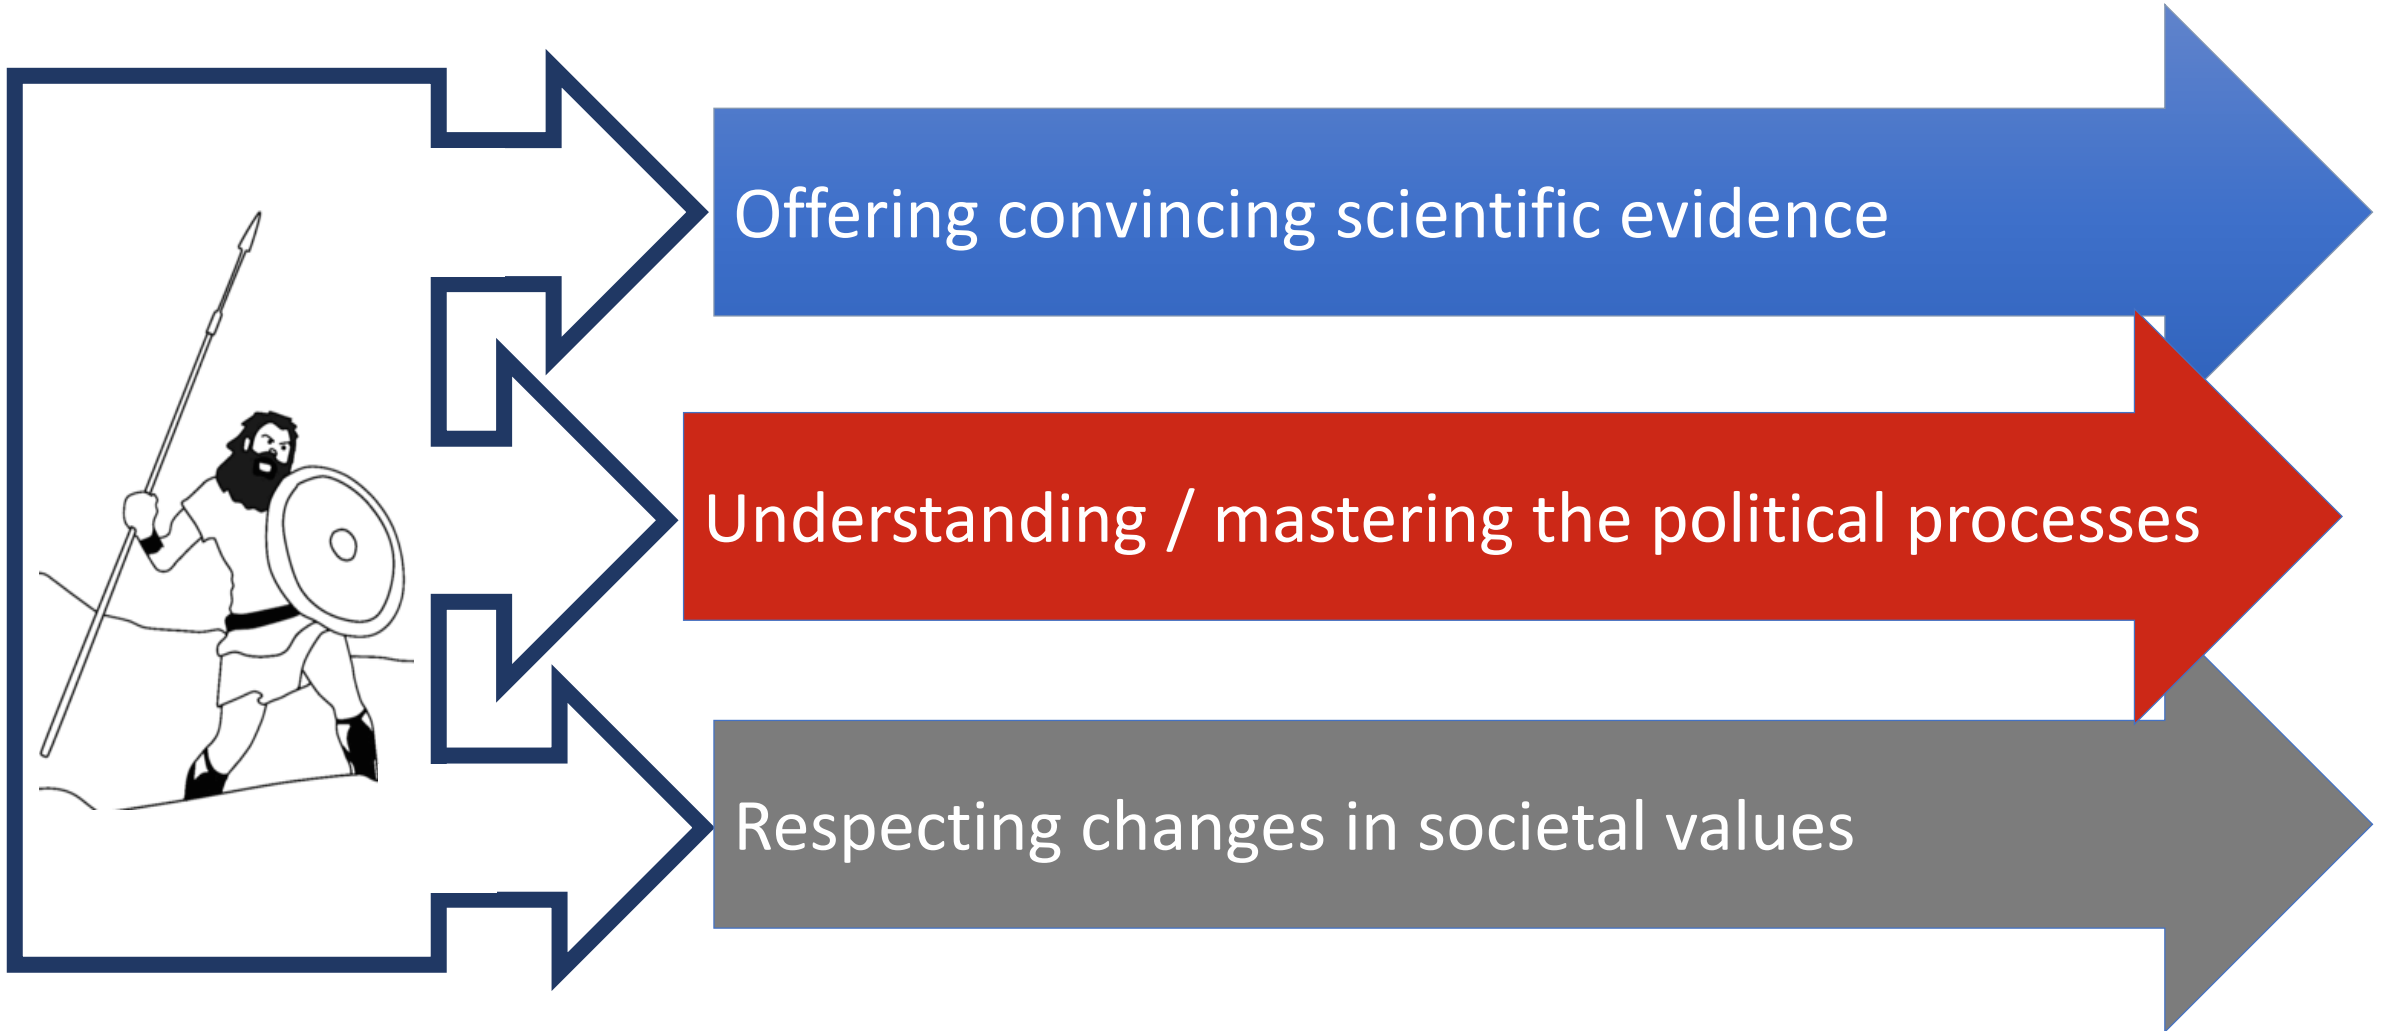 Offering convincing scientific evidence
Understanding / mastering the political processes
Respecting changes in societal values